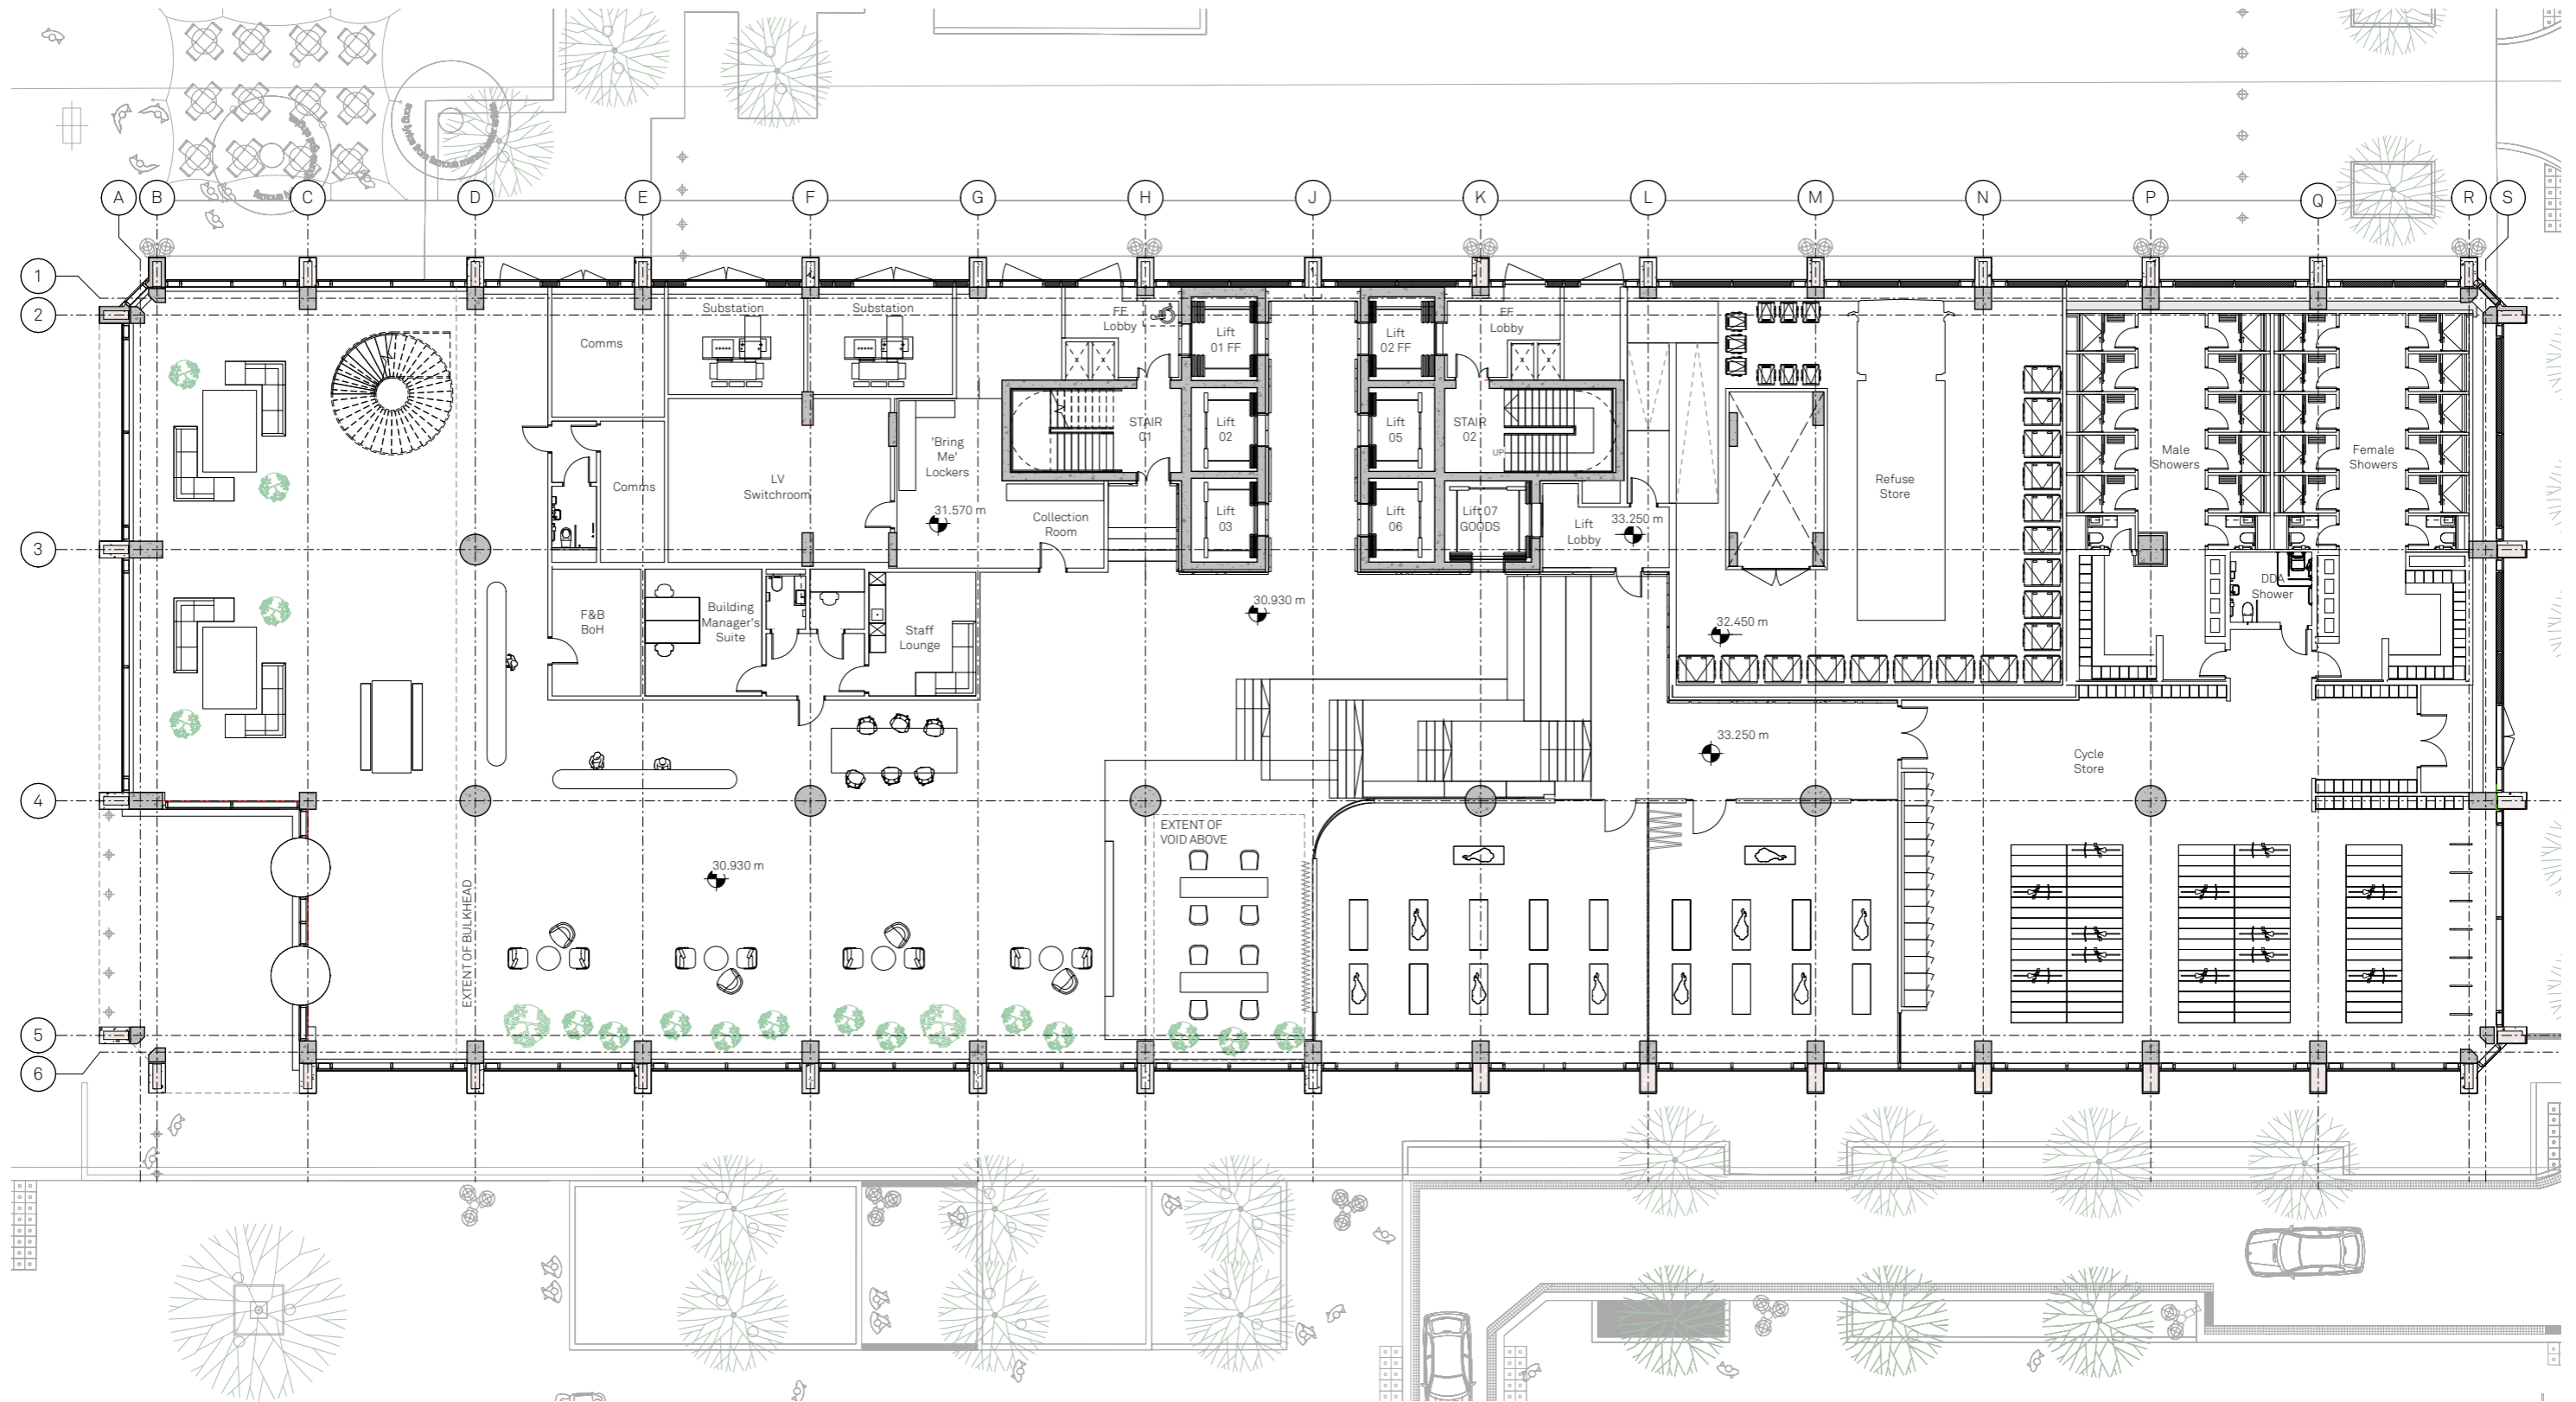 A
B
C
D
E
F
G
H
J
K
L
M
N
P
Q
R
S
1
2
3
4
5
6
Substation
Substation
Comms
FF
Lobby
Lift
01 FF
Lift
02 FF
FF
Lobby
Comms
LV
Switchroom
'Bring
Me'
Lockers
STAIR
01
Lift
02
Lift
05
STAIR
02
UP
Male
Showers
Female
Showers
Refuse
Store
31.570 m
Collection
Room
Lift
03
Lift
06
Lift 07
GOODS
Lift
Lobby
33.250 m
DDA
Shower
F&B
BoH
Building
Manager's
Suite
Staff
Lounge
30.930 m
32.450 m
33.250 m
Cycle
Store
EXTENT OF
VOID ABOVE
30.930 m
EXTENT OF BULKHEAD